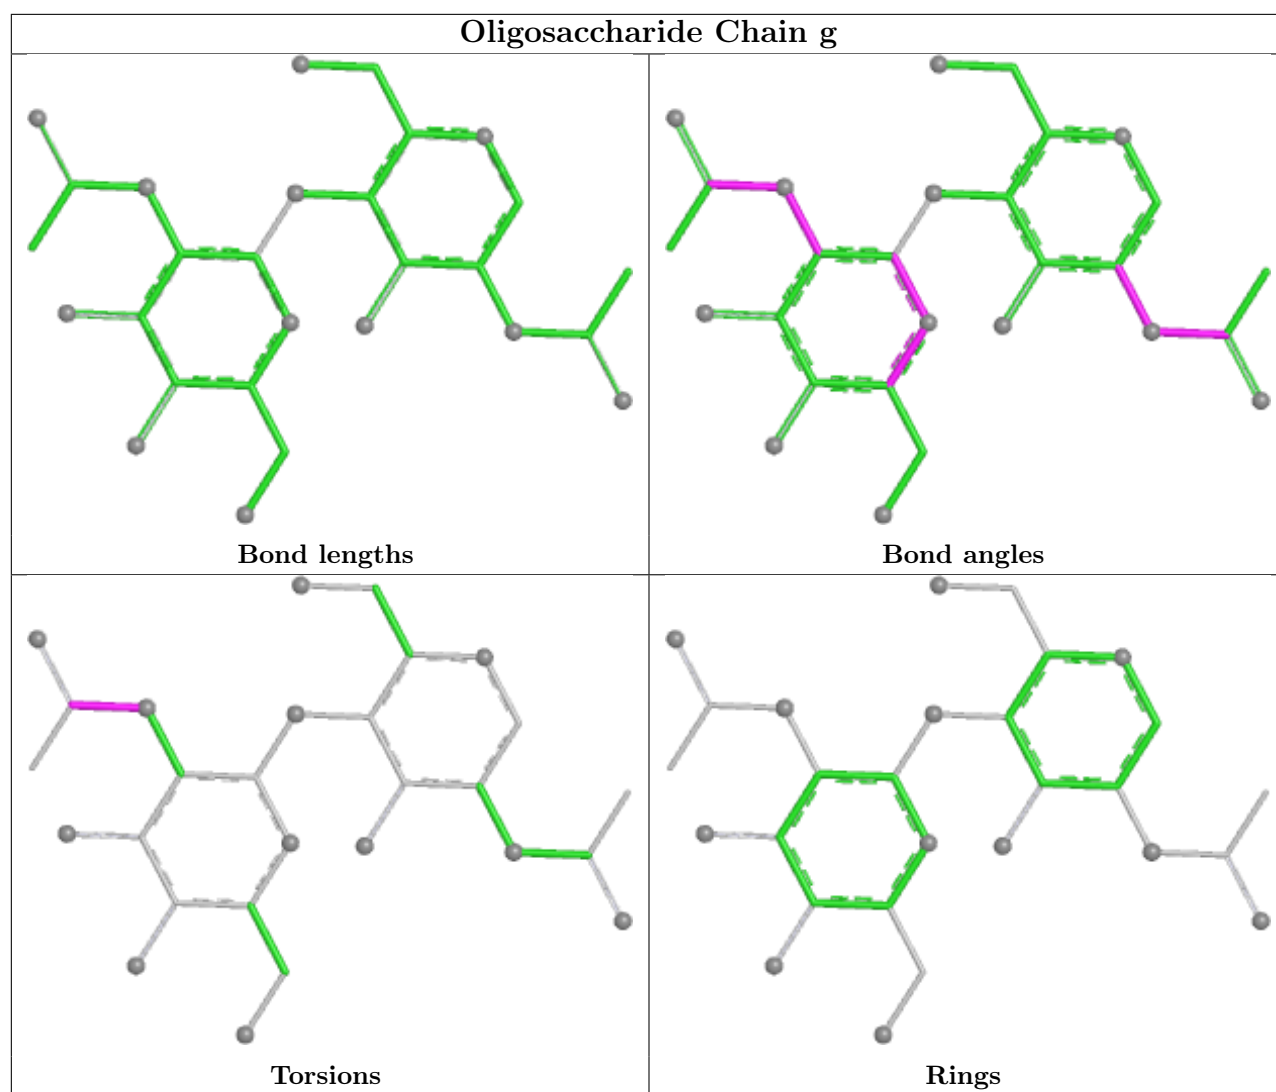 Oligosaccharide Chain g
Bond lengths
Bond angles
Torsions
Rings